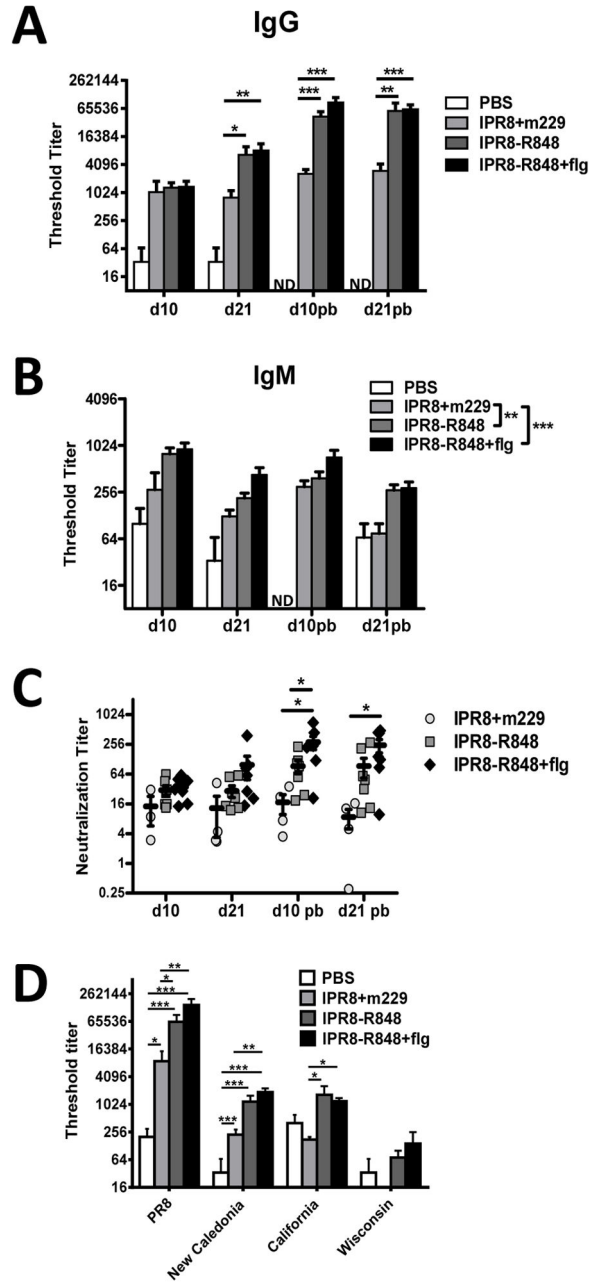 A
IgG
Threshold Titer
262144
65536
16384
4096
1024
256
64
16
** 
*
***
***
***
**
ND
ND
d10
d21
d10pb
d21pb
PBS
IPR8+m229
IPR8-R848
IPR8-R848+flg
B
IgM
Threshold Titer
4096
1024
256
64
16
ND
d10
d21
d10pb
d21pb
PBS
IPR8+m229
IPR8-R848
IPR8-R848+flg
**
***
C
Neutralization Titer
1024
256
64
16
4
1
0.25
*
*
*
d10
d21
d10 pb
d21 pb
IPR8+m229
IPR8-R848
IPR8-R848+flg
D
Threshold titer
262144
65536
16384
4096
1024
256
64
16
**
*
***
***
*
**
***
***
***
*
*
PR8
New Caledonia
California
Wisconsin
PBS
IPR8+m229
IPR8-R848
IPR8-R848+flg